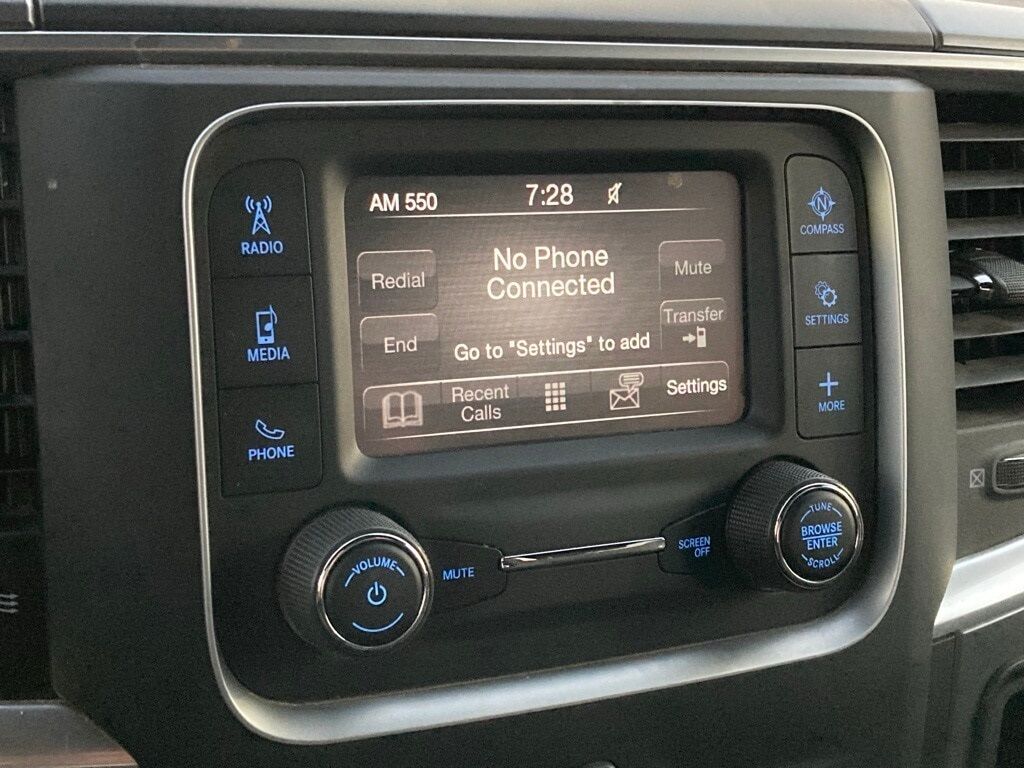 AM 550
7:28
RADIO
MEDIA
PHONE
Redial
End
No Phone
Connected
Go to "Settings" to add
Mute
Transfer
Recent
Calls
Settings
N
COMPASS
SETTINGS
+
MORE
VOLUME
MUTE
SCREEN
OFF
TUNE
BROWSE
ENTER
SCROLL